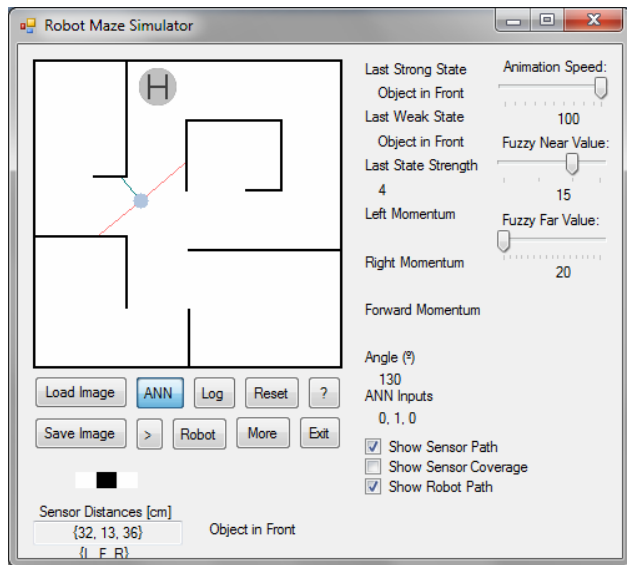 Robot Maze Simulator
H
Last Strong State
Object in Front
Last Weak State
Object in Front
Last State Strength
4
Left Momentum
Right Momentum
Forward Momentum
Angle (º)
130
ANN Inputs
0, 1, 0
Animation Speed:
100
Fuzzy Near Value:
15
Fuzzy Far Value:
20
Load Image ANN Log Reset ?
Save Image > Robot More Exit
Show Sensor Path
Show Sensor Coverage
Show Robot Path
Sensor Distances [cm]
{32, 13, 36}
{L, F, R}
Object in Front